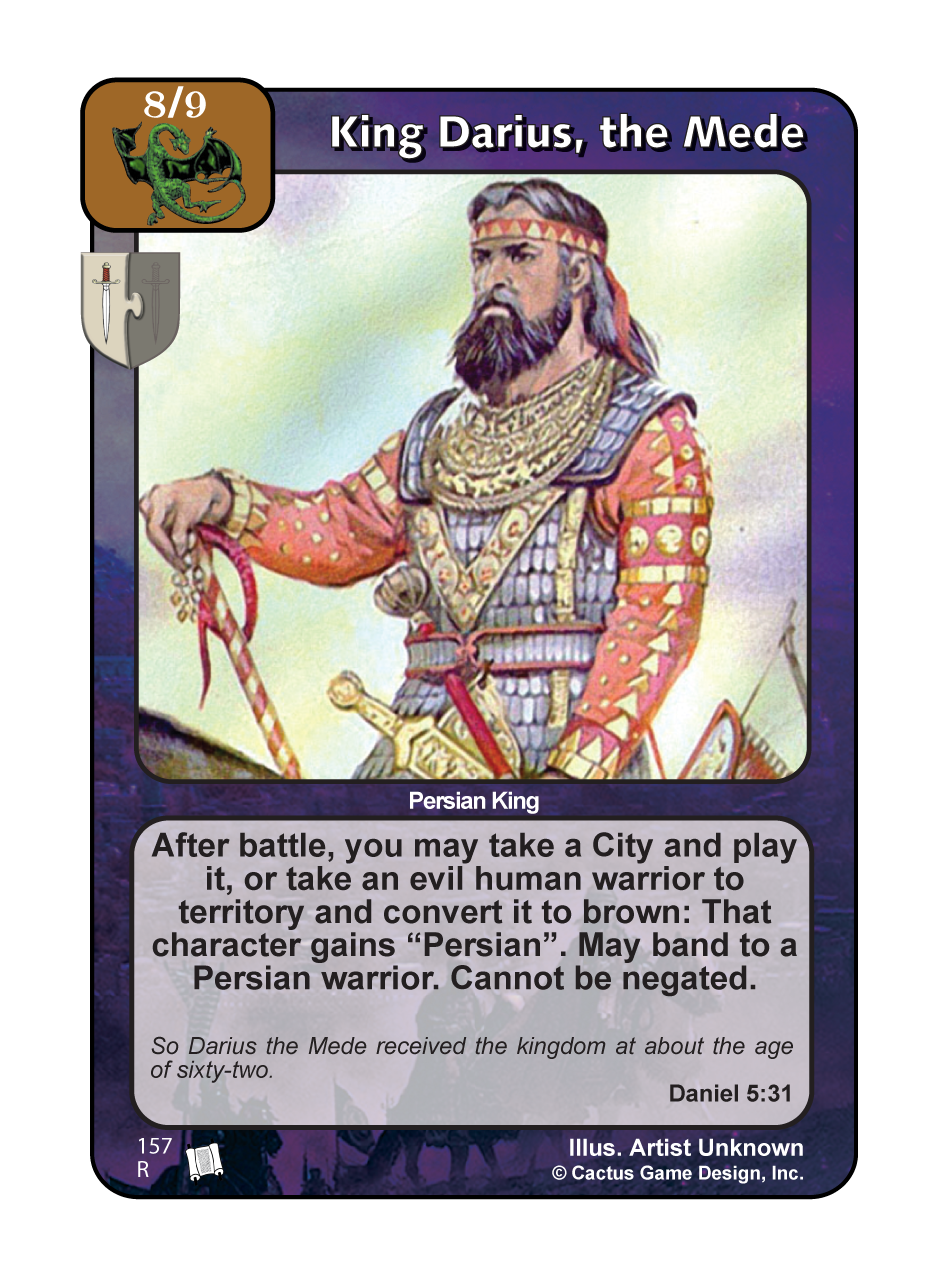 8/9
King Darius, the Mede
Persian King
After battle, you may take a City and play
it, or take an evil human warrior to
territory and convert it to brown: That
character gains “Persian”. May band to a
Persian warrior. Cannot be negated.
So Darius the Mede received the kingdom at about the age
of sixty-two.
Daniel 5:31
157
R
Illus. Artist Unknown
© Cactus Game Design, Inc.